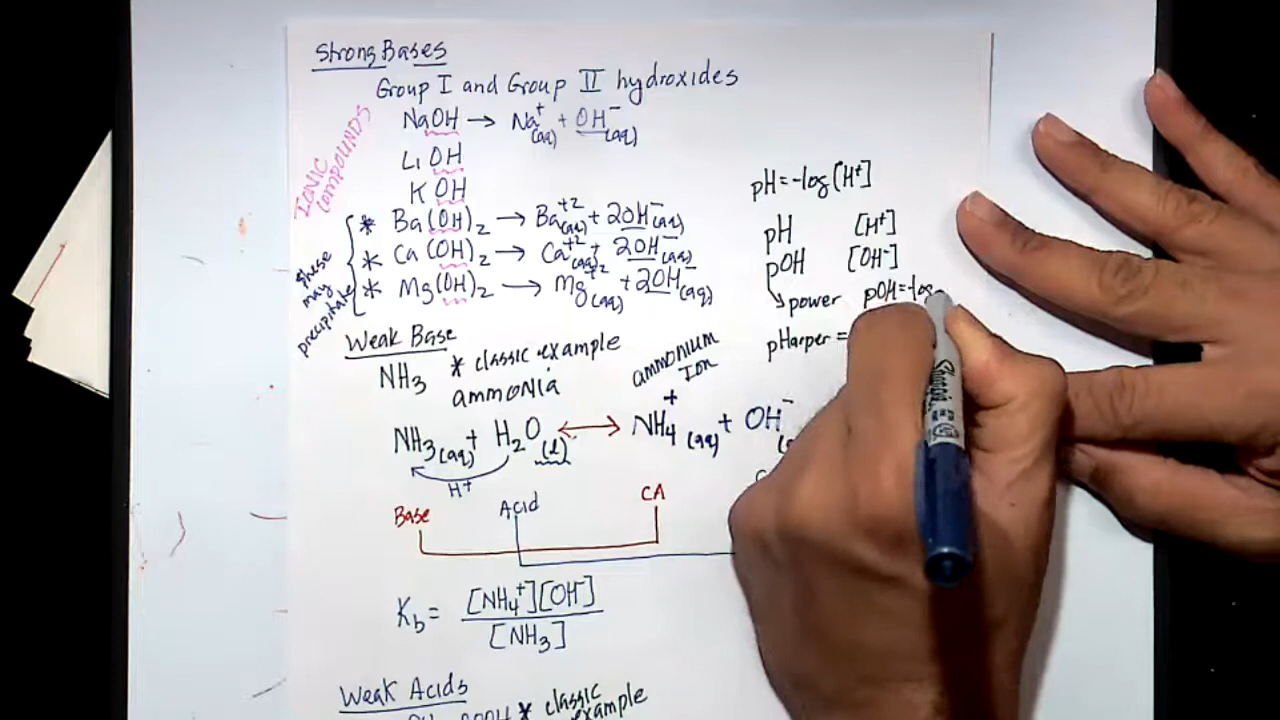 Strong Bases
Group I and Group II hydroxides
IONIC COMPOUNDS
NaOH → Na⁺(aq) + OH⁻(aq)
LiOH
KOH
* Ba(OH)₂ → Ba⁺²(aq) + 2OH⁻(aq)
* Ca(OH)₂ → Ca⁺²(aq) + 2OH⁻(aq)
* Mg(OH)₂ → Mg⁺²(aq) + 2OH⁻(aq)
these may precipitate
pH = -log[H⁺]
pH [H⁺]
pOH [OH⁻]
power pOH = -log
pHarper =
Weak Base
NH₃ * classic example
ammonia
ammonium Ion
NH₃(aq) + H₂O(l) ↔ NH₄⁺(aq) + OH⁻
H⁺
Base Acid CA
K_b = [NH₄⁺][OH⁻] / [NH₃]
Weak Acids
* classic example